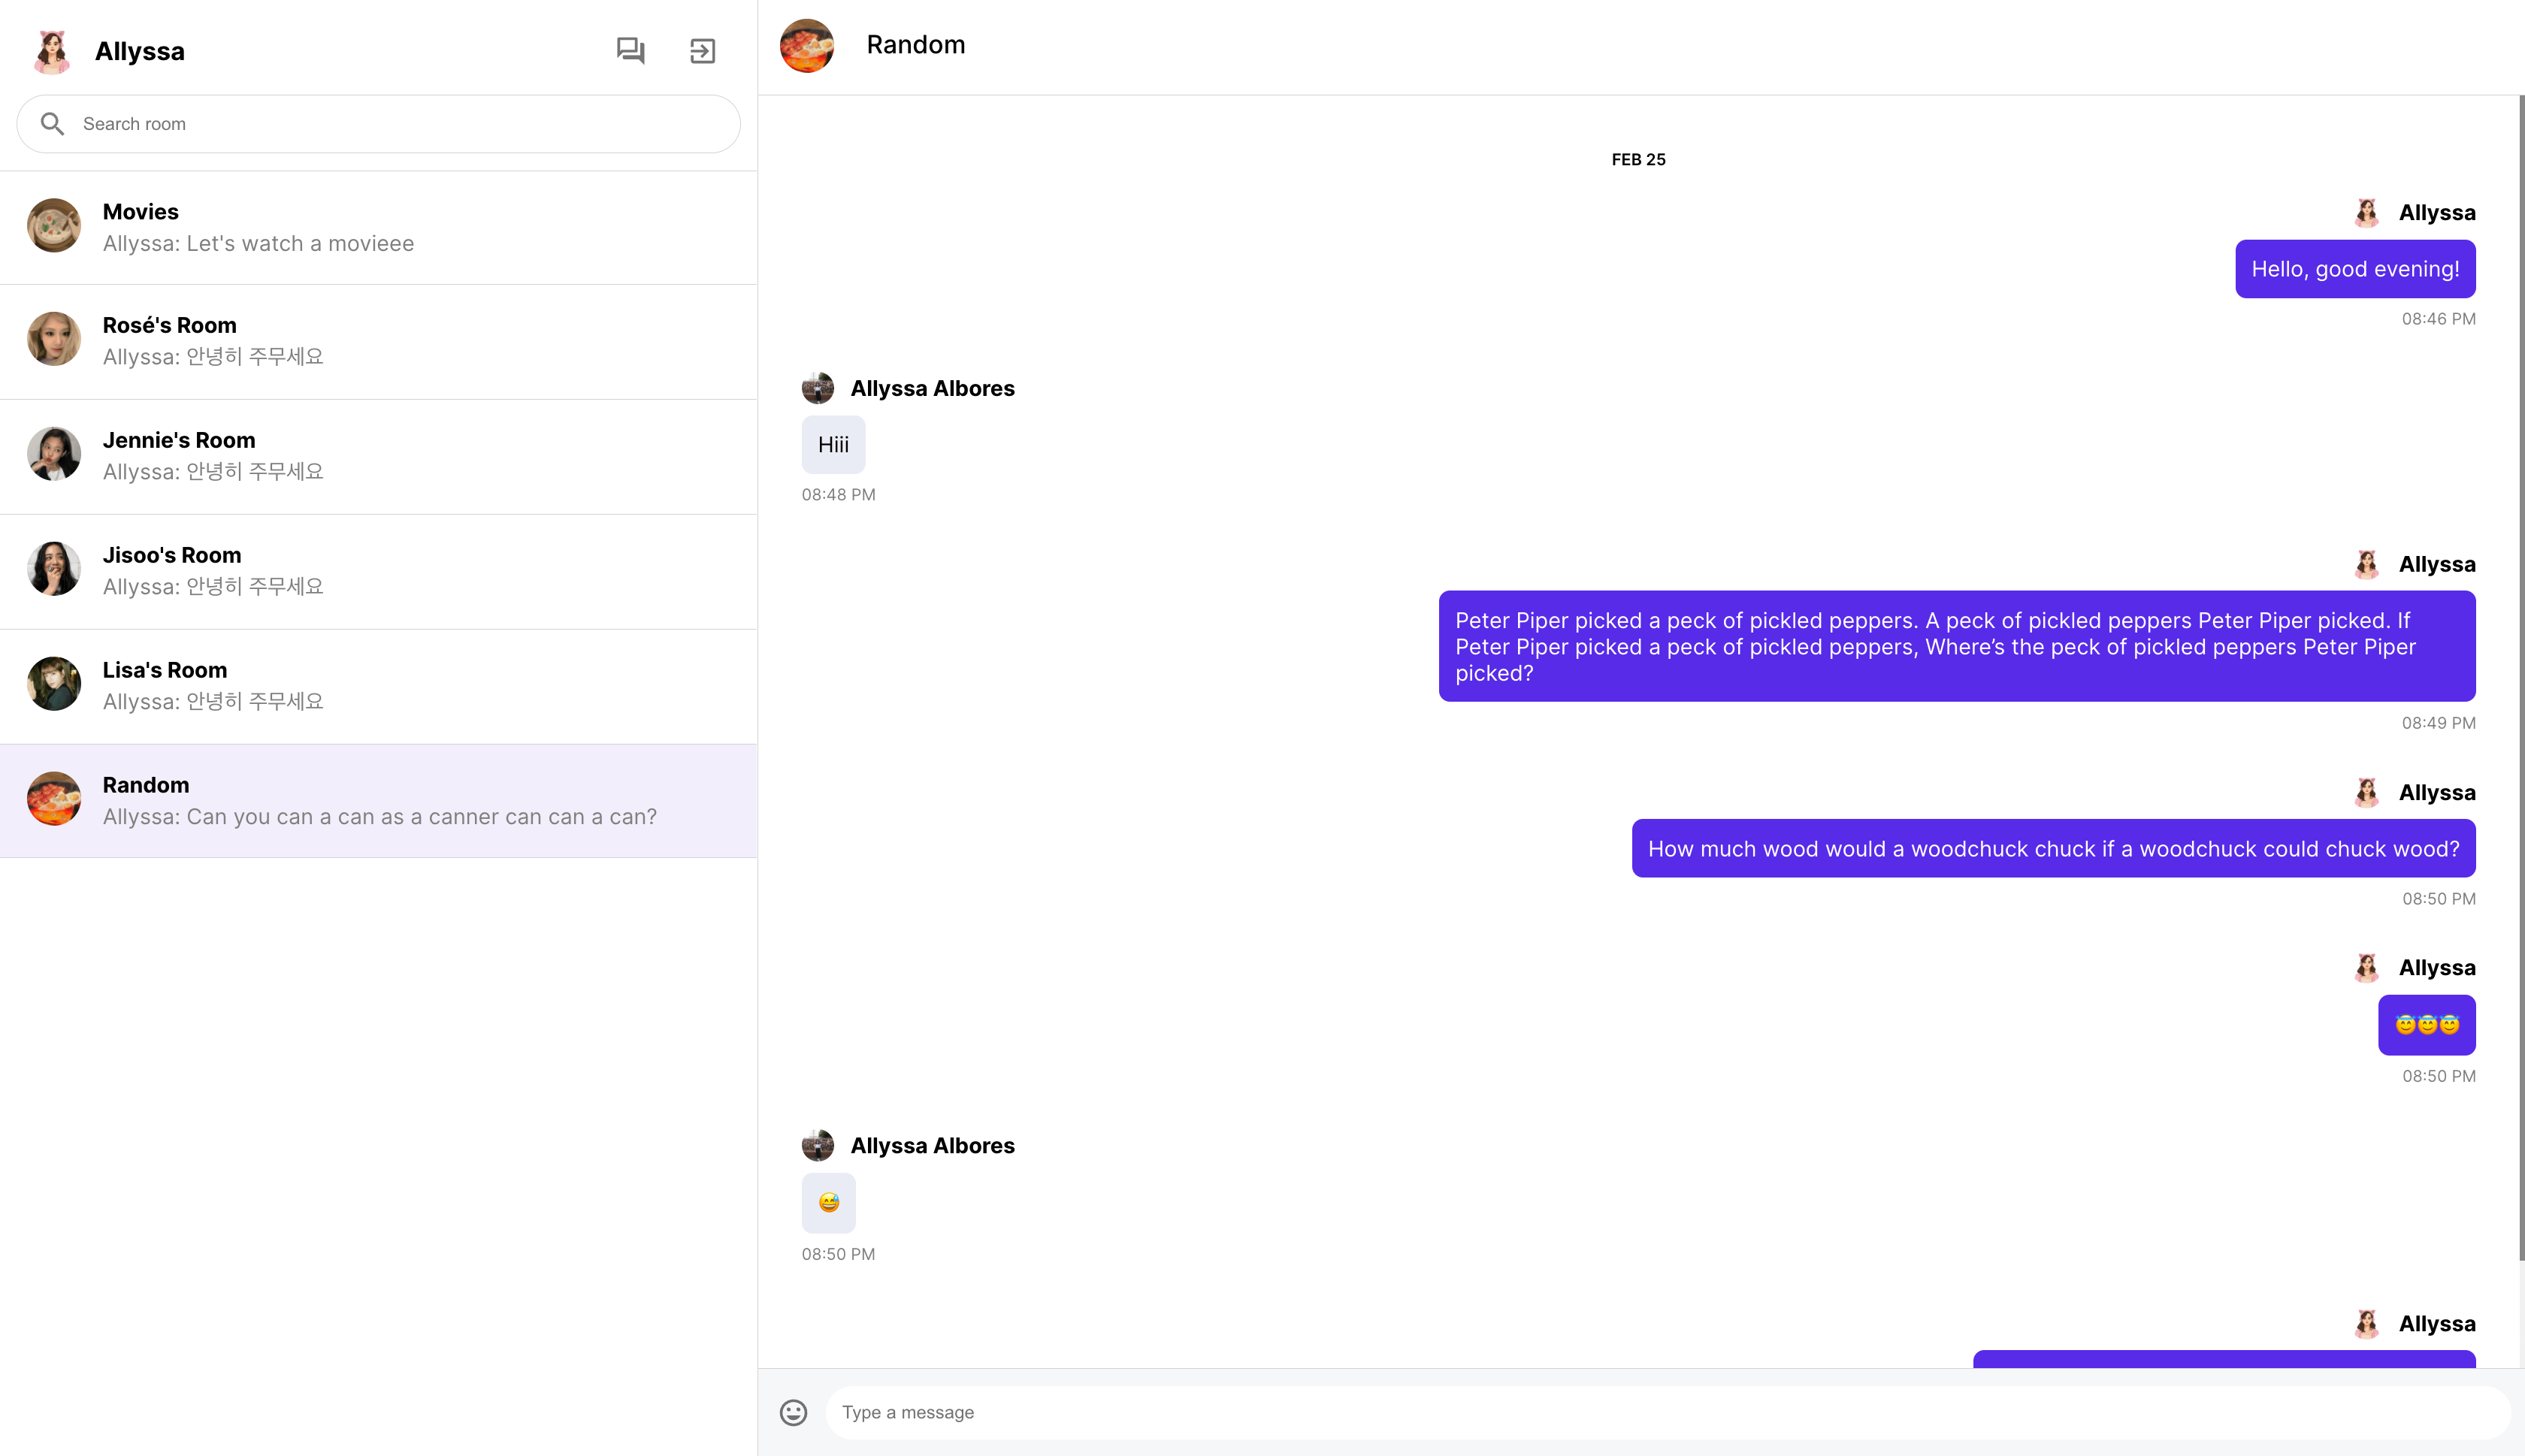 Allyssa
Search room
Movies
Allyssa: Let's watch a movieee
Rosé's Room
Allyssa: 안녕히 주무세요
Jennie's Room
Allyssa: 안녕히 주무세요
Jisoo's Room
Allyssa: 안녕히 주무세요
Lisa's Room
Allyssa: 안녕히 주무세요
Random
Allyssa: Can you can a can as a canner can can a can?
Random
FEB 25
Allyssa
Hello, good evening!
08:46 PM
Allyssa Albores
Hiii
08:48 PM
Allyssa
Peter Piper picked a peck of pickled peppers. A peck of pickled peppers Peter Piper picked. If
Peter Piper picked a peck of pickled peppers, Where’s the peck of pickled peppers Peter Piper
picked?
08:49 PM
Allyssa
How much wood would a woodchuck chuck if a woodchuck could chuck wood?
08:50 PM
Allyssa
😇😇😇
08:50 PM
Allyssa Albores
😅
08:50 PM
Allyssa
Type a message